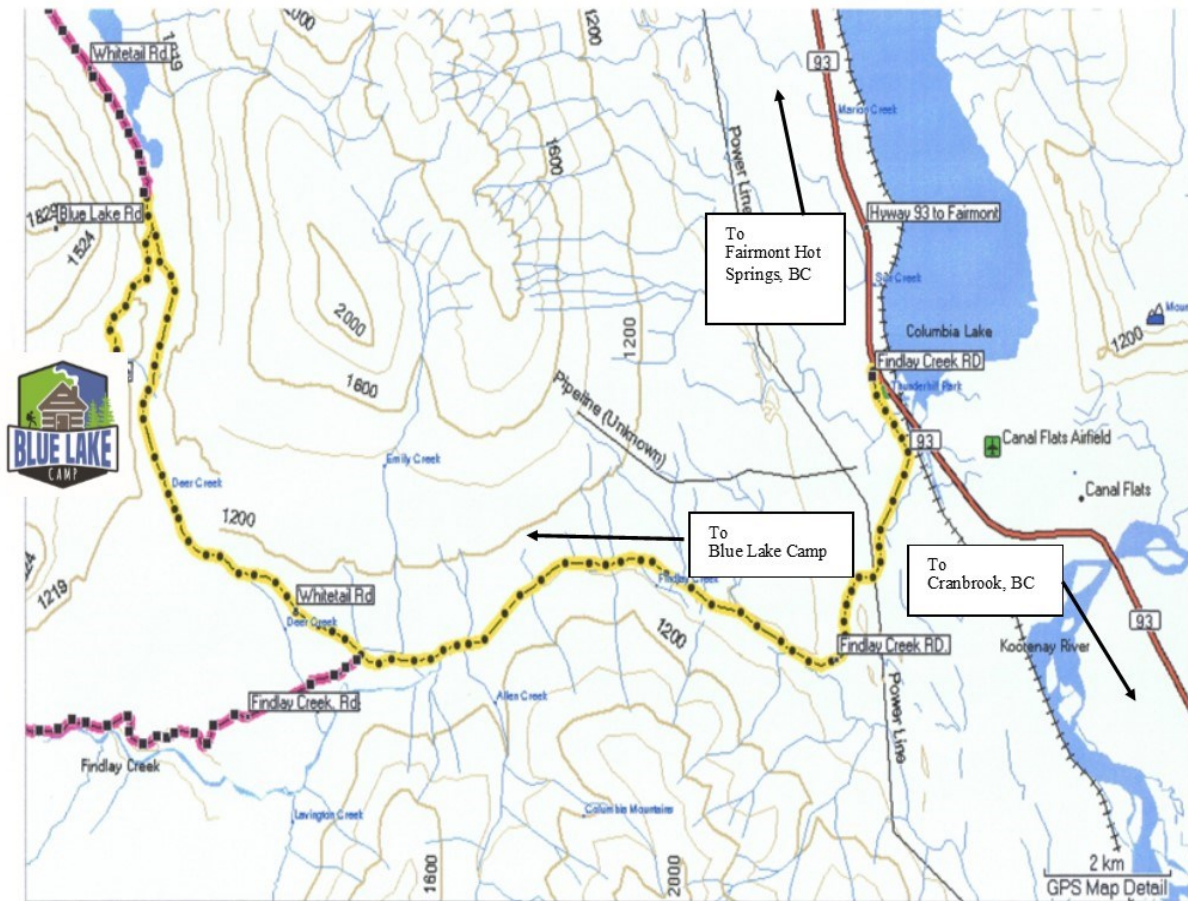 2000
1200
Whitetail Rd
1219
93
Marion Creek
1600
Power Line
1829
Blue Lake Rd
1524
To
Fairmont Hot
Springs, BC
Hyway 93 to Fairmont
2000
1200
Columbia Lake
1200
Findlay Creek RD
Thunderhill Park
1600
Pipeline (Unknown)
BLUE LAKE
CAMP
93
Canal Flats Airfield
Emily Creek
Deer Creek
Canal Flats
1200
To
Blue Lake Camp
To
Cranbrook, BC
1219
Findlay Creek
Whitetail Rd
Deer Creek
1200
93
Findlay Creek RD.
Kootenay River
Findlay Creek, Rd
Allen Creek
Power Line
Findlay Creek
Lavington Creek
Columbia Mountains
1600
2000
2 km
GPS Map Detail